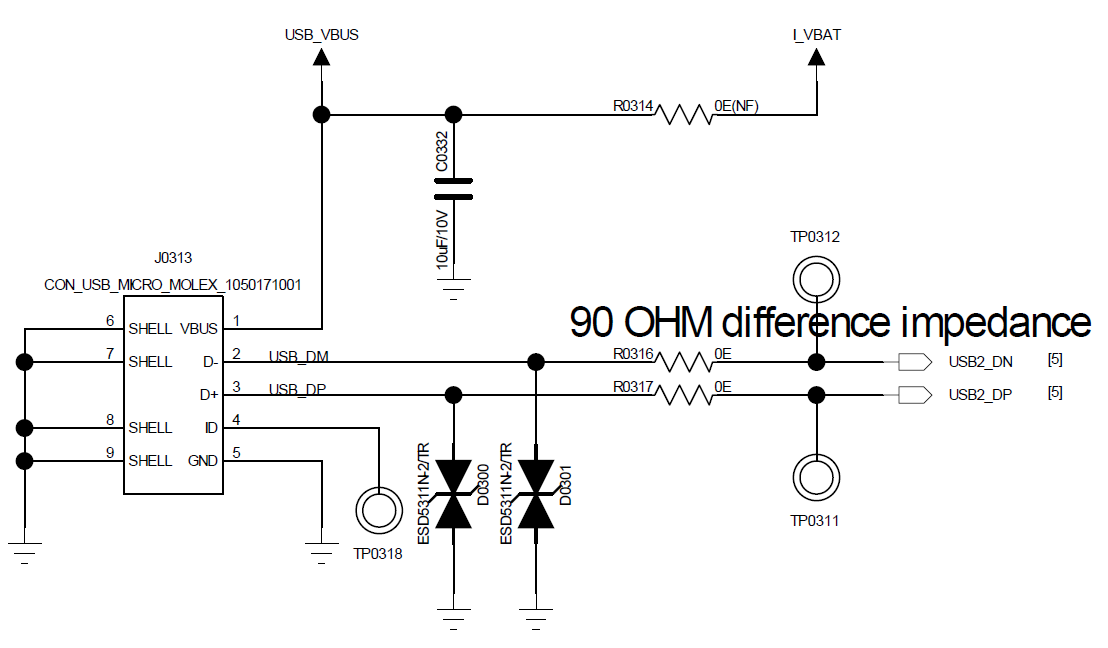 USB_VBUS
I_VBAT
R0314
0E(NF)
C0332
10uF/10V
TP0312
J0313
CON_USB_MICRO_MOLEX_1050171001
90 OHM difference impedance
6 SHELL VBUS 1
7 SHELL D- 2 USB_DM
R0316 0E
USB2_DN [5]
D+ 3 USB_DP
R0317 0E
USB2_DP [5]
8 SHELL ID 4
9 SHELL GND 5
ESD5311N-2/TR
D0300
ESD5311N-2/TR
D0301
TP0318
TP0311